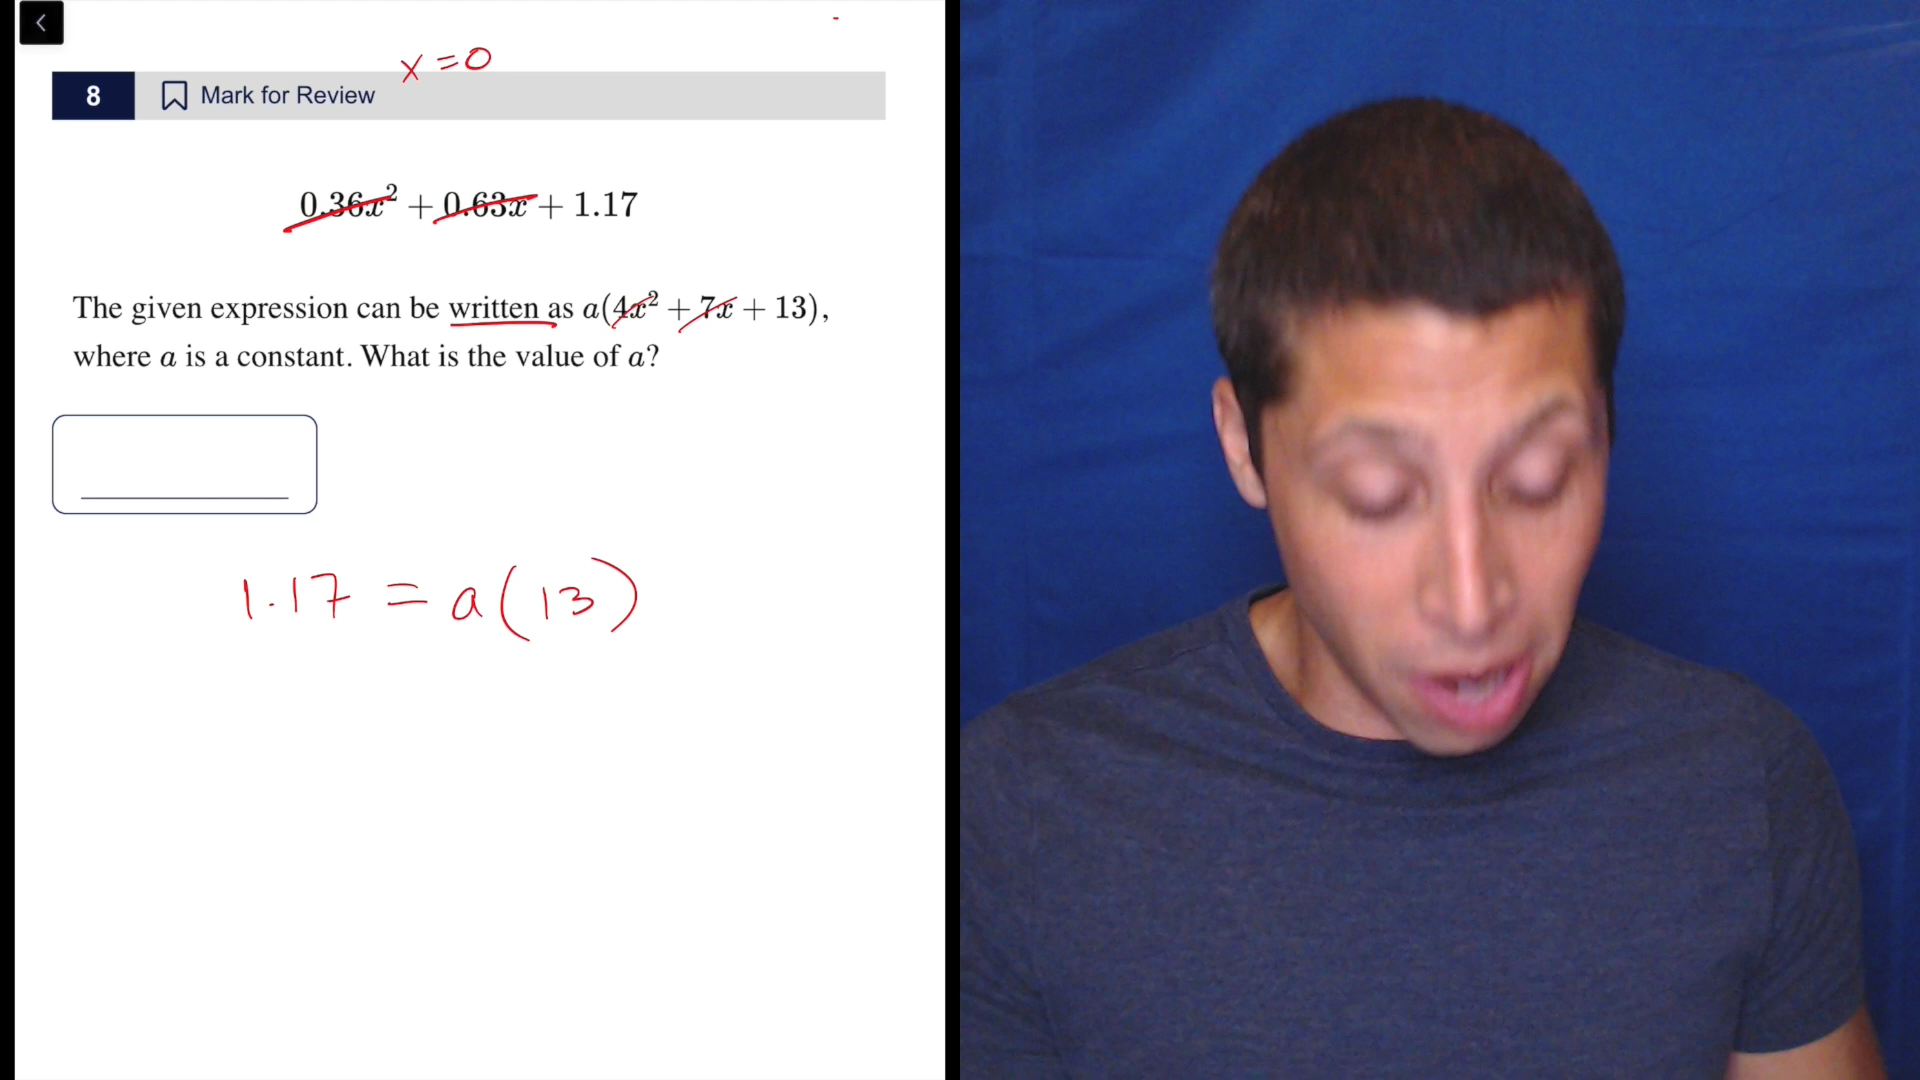 x = 0
8 Mark for Review
0.36x² + 0.63x + 1.17
The given expression can be written as a(4x² + 7x + 13),
where a is a constant. What is the value of a?
1.17 = a(13)